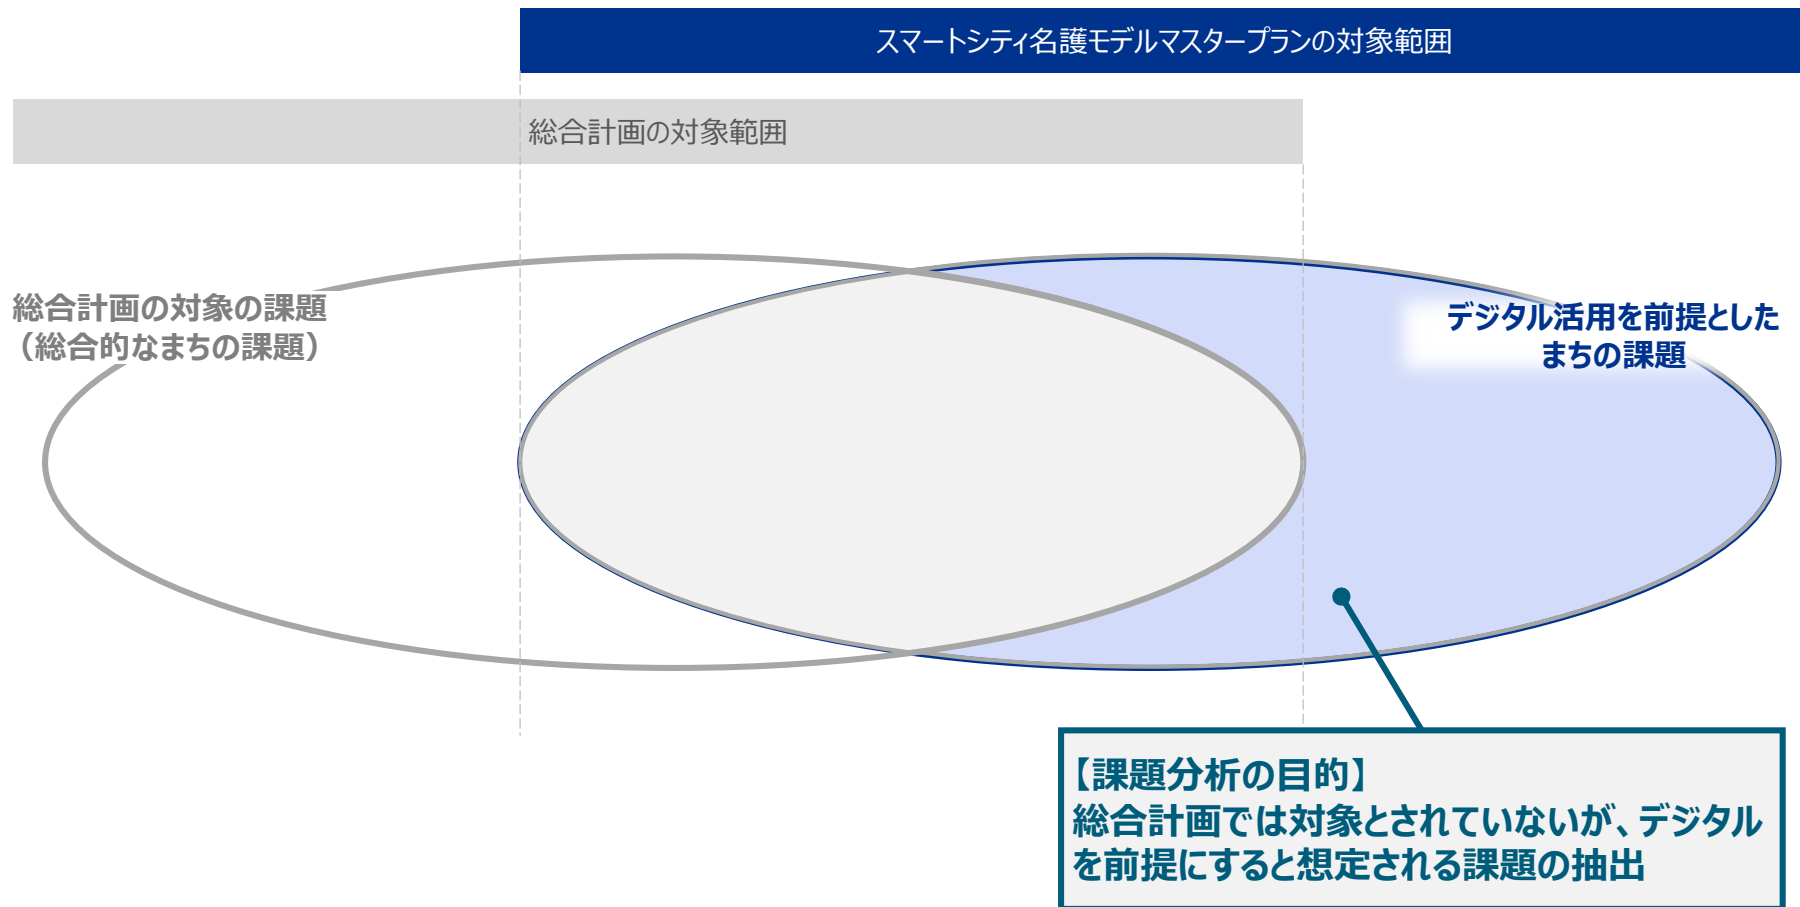 スマートシティ名護モデルマスタープランの対象範囲
総合計画の対象範囲
総合計画の対象の課題
（総合的なまちの課題）
デジタル活用を前提とした
まちの課題
【課題分析の目的】
総合計画では対象とされていないが、デジタル
を前提にすると想定される課題の抽出